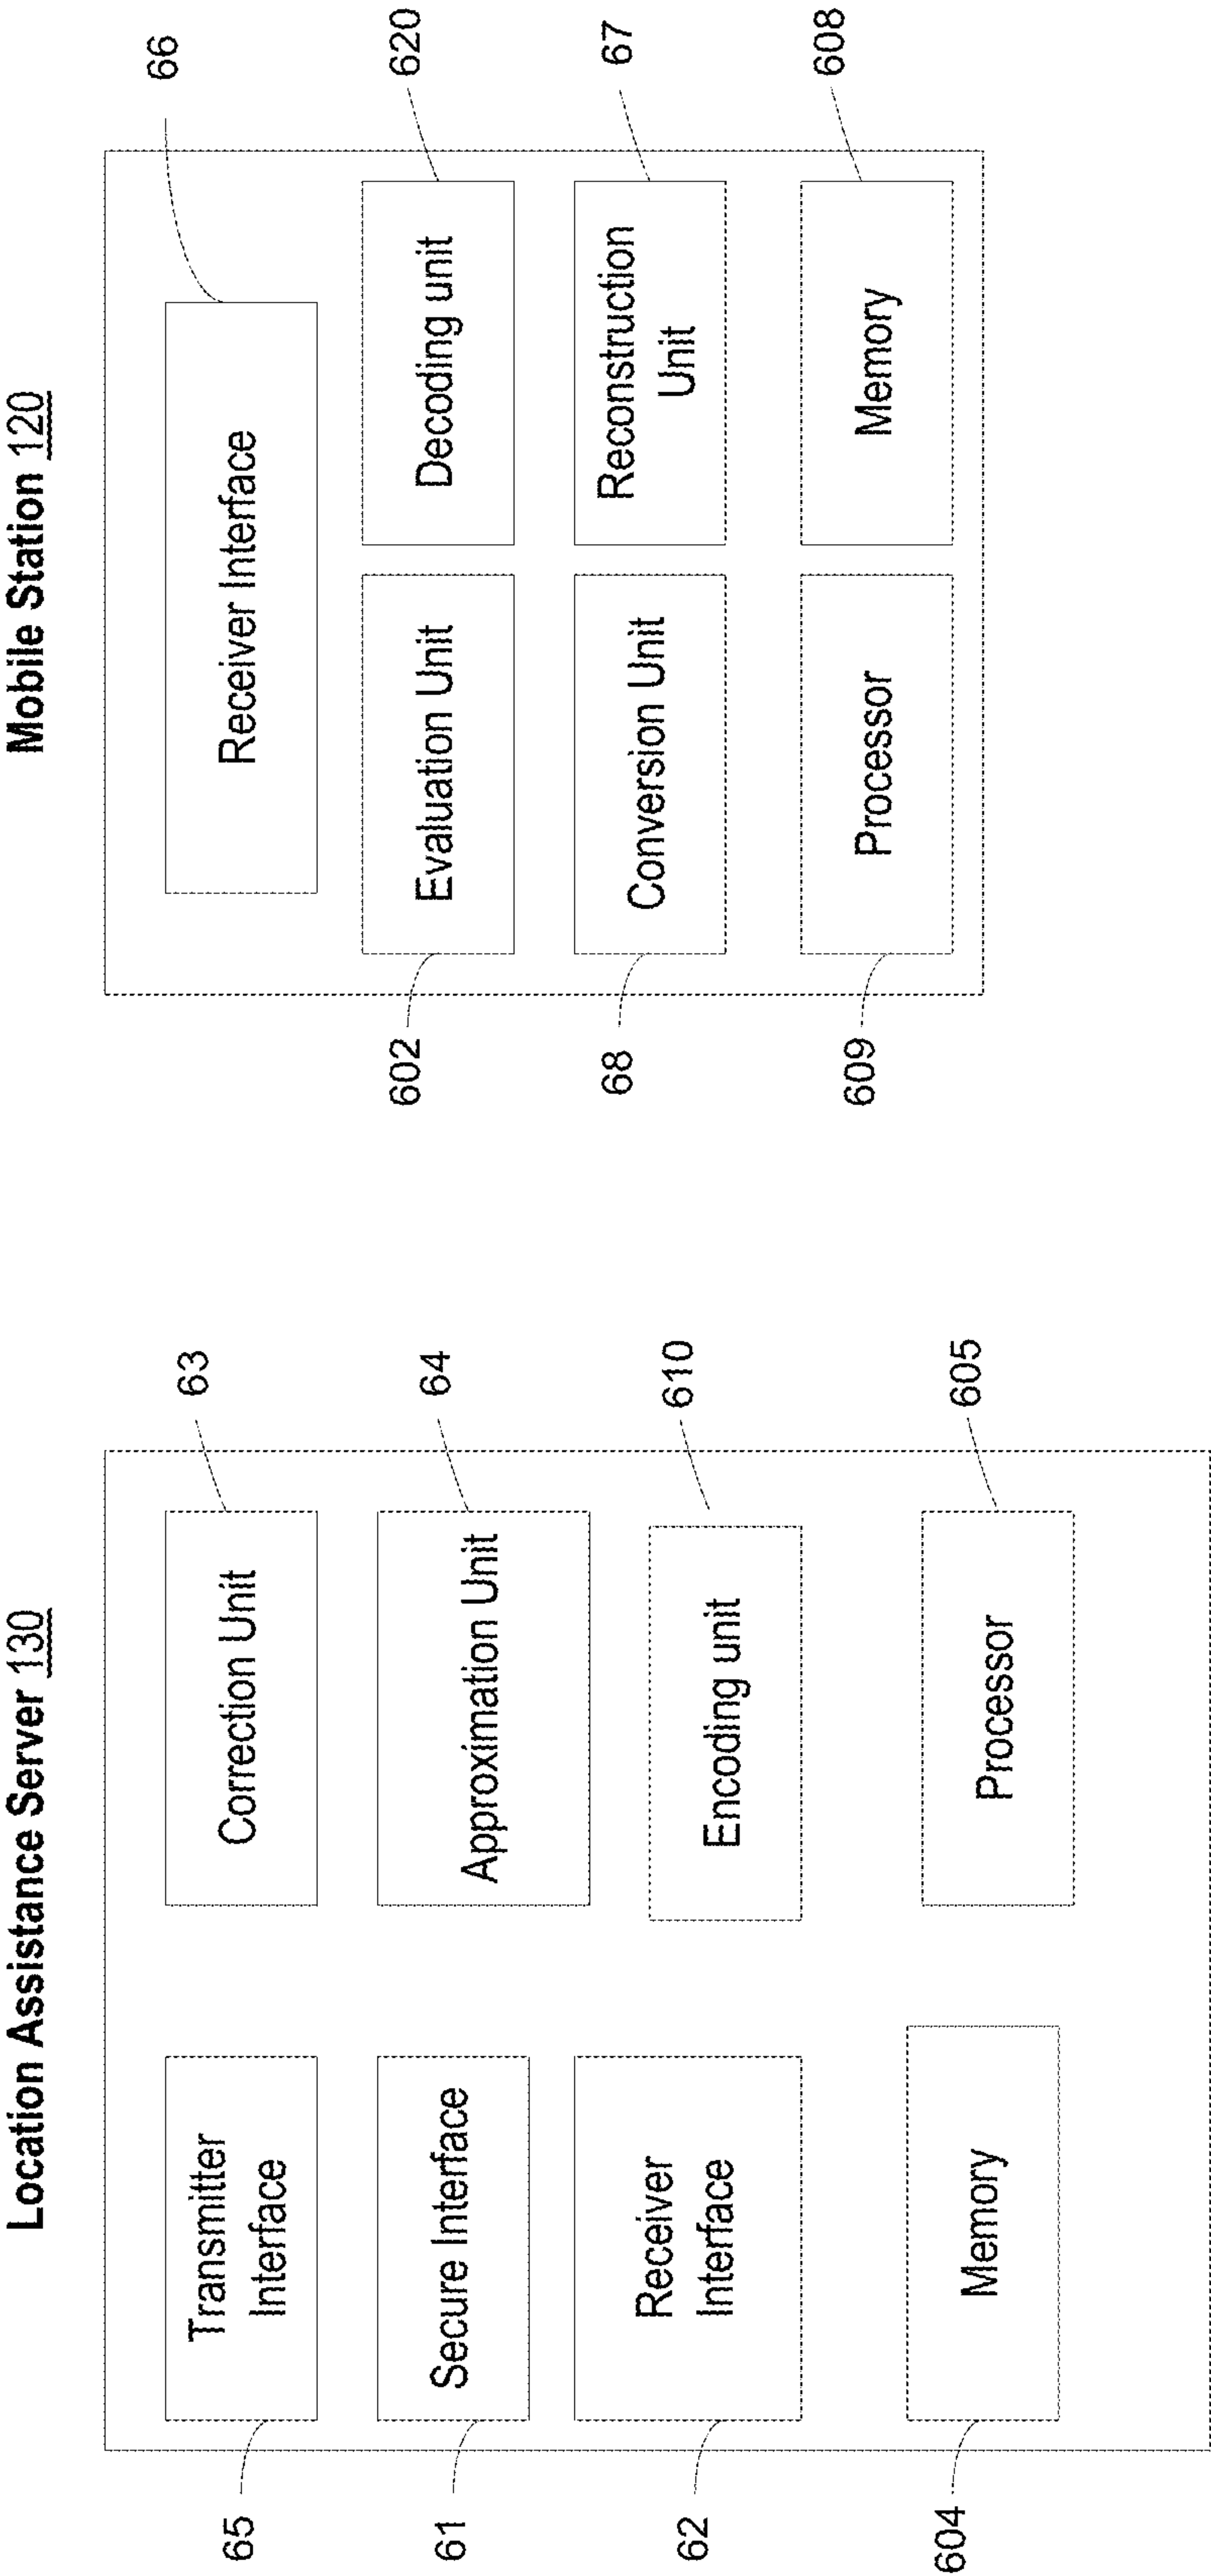 Location Assistance Server 130
65
Transmitter
Interface
Correction Unit
63
61
Secure Interface
Approximation Unit
64
62
Receiver
Interface
Encoding unit
610
604
Memory
Processor
605
Mobile Station 120
Receiver Interface
66
602
Evaluation Unit
Decoding unit
620
68
Conversion Unit
Reconstruction
Unit
67
609
Processor
Memory
608